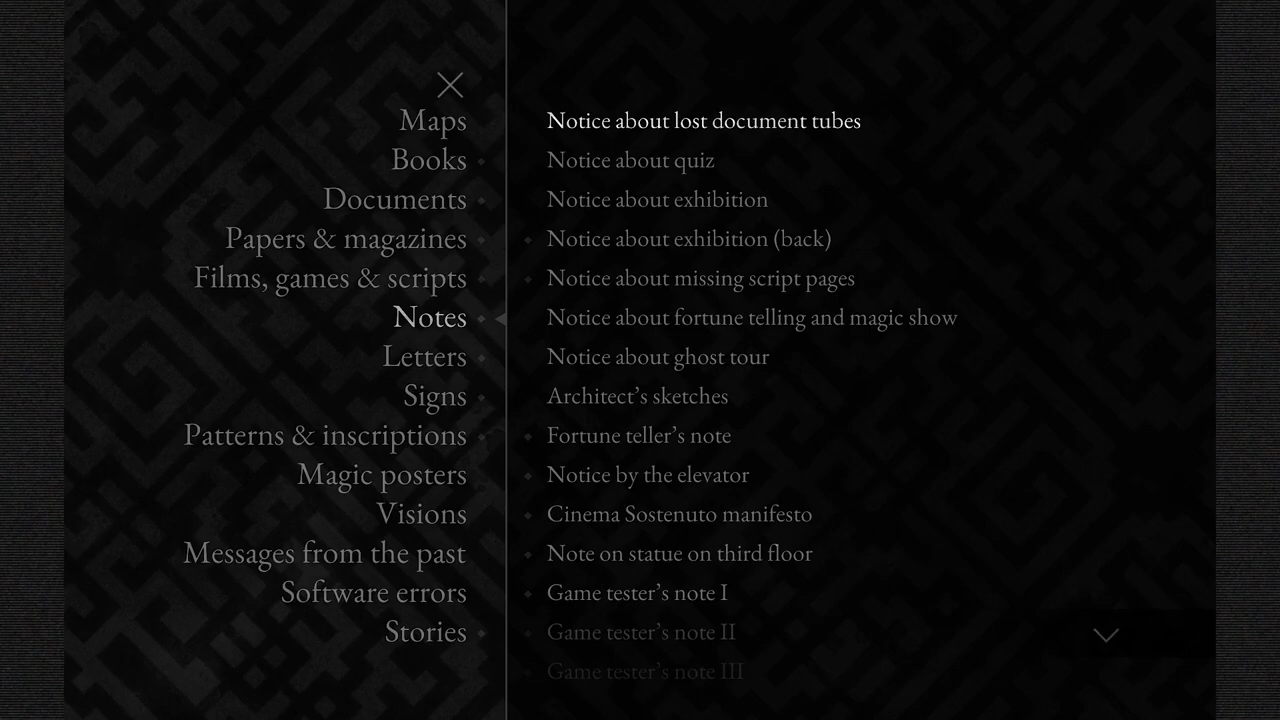 Maps
Books
Documents
Papers & magazines
Films, games & scripts
Notes
Letters
Signs
Patterns & inscriptions
Magic posters
Visions
Messages from the past
Software errors
Stories
Notice about lost document tubes
Notice about quiz
Notice about exhibition
Notice about exhibition (back)
Notice about missing script pages
Notice about fortune telling and magic show
Notice about ghost tour
Architect’s sketches
Fortune teller’s note
Notice by the elevator
Cinema Sostenuto manifesto
Note on statue on third floor
Game tester’s note I
Game tester’s note II
Game tester’s note